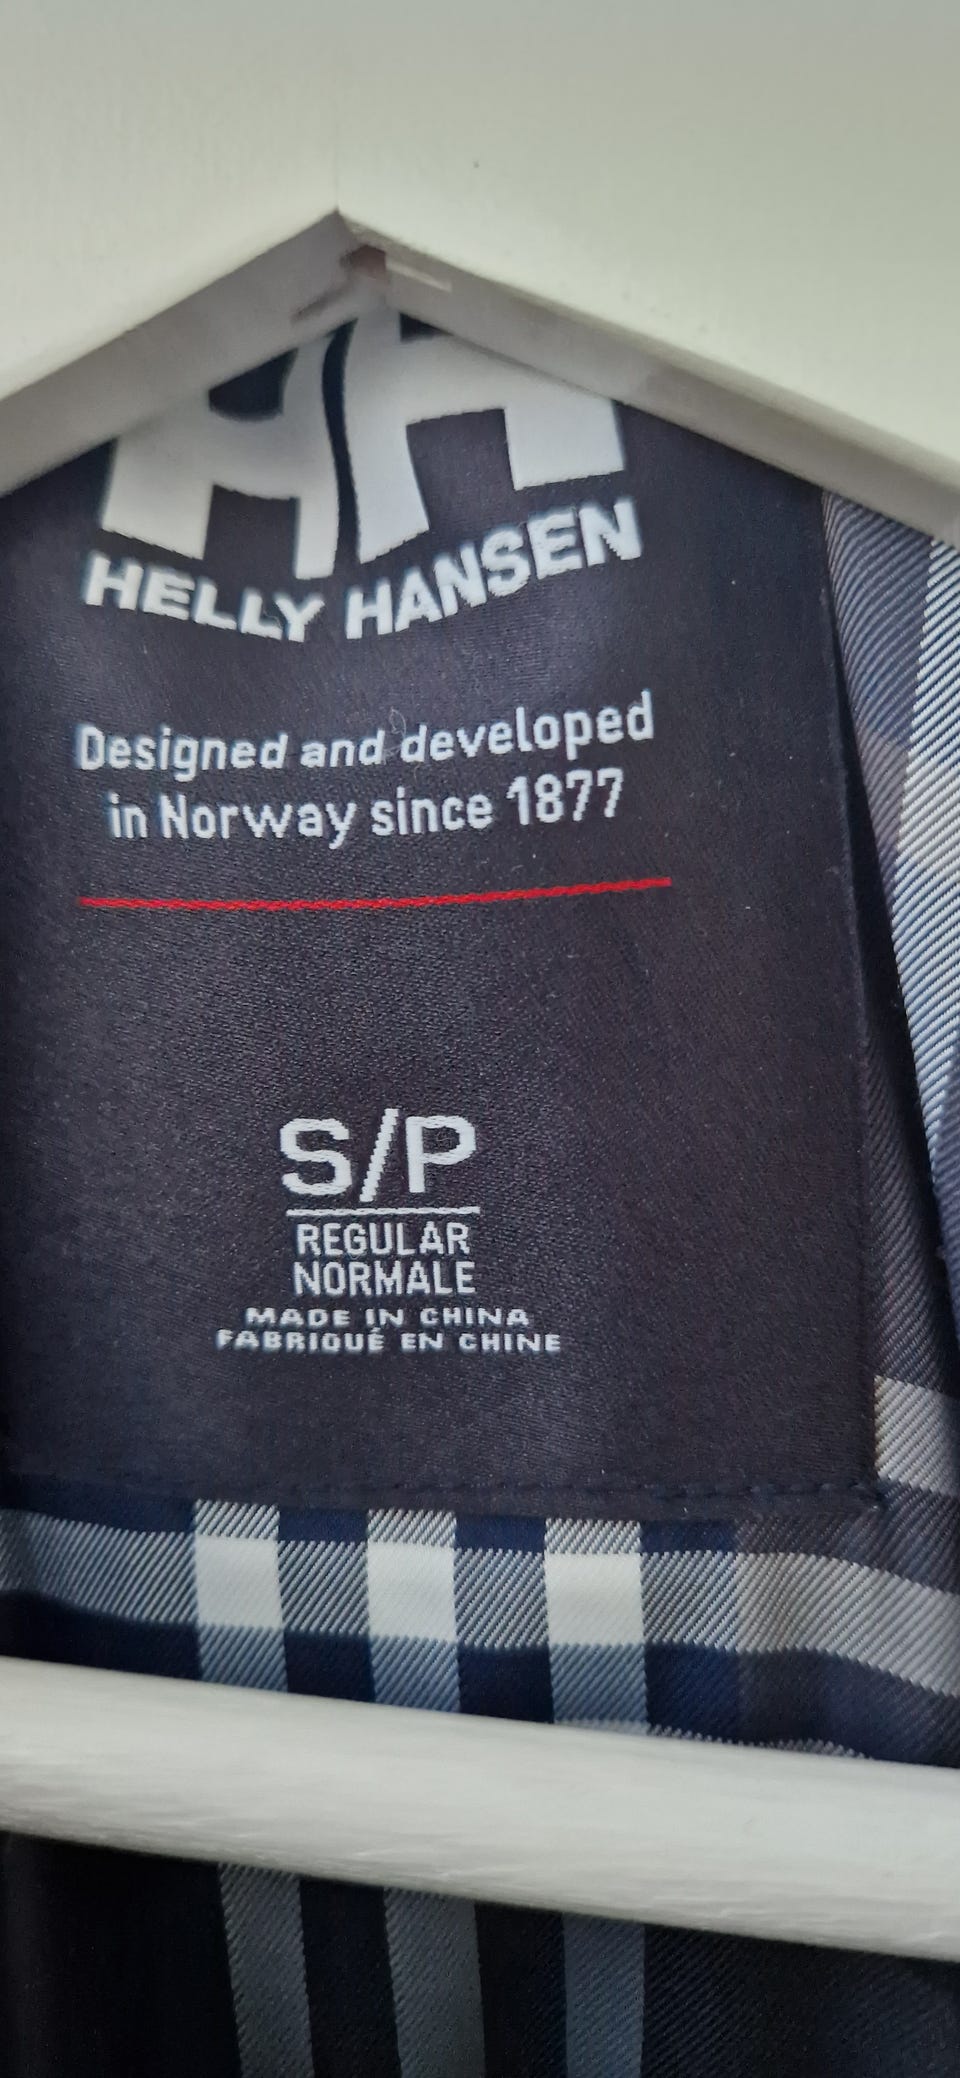 HH
HELLY HANSEN
Designed and developed
in Norway since 1877
S/P
REGULAR
NORMALE
MADE IN CHINA
FABRIQUÉ EN CHINE